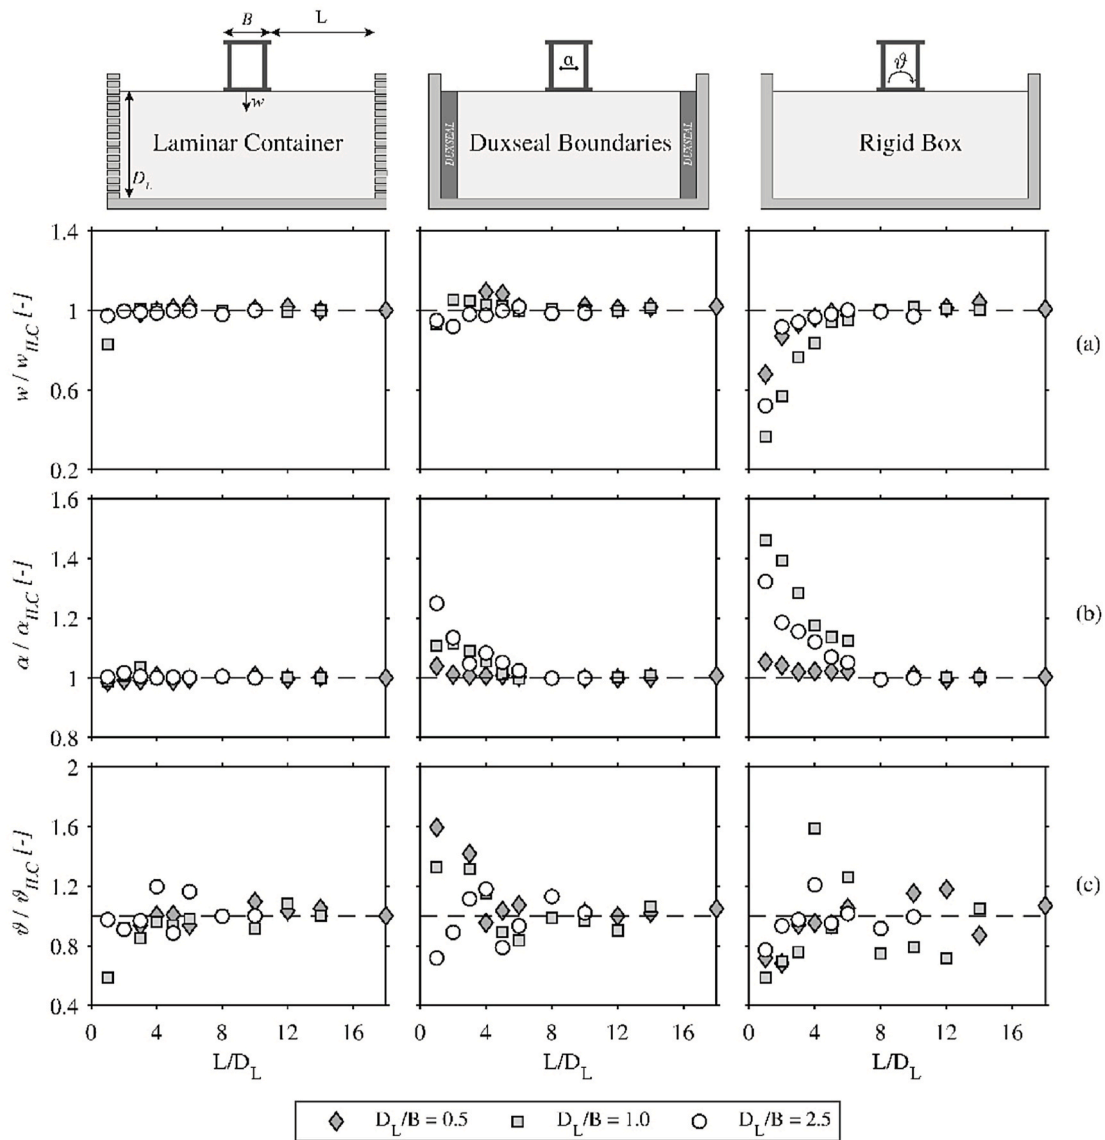 B L
w
D_L
Laminar Container
α
DUXSEAL Duxseal Boundaries DUXSEAL
ϑ
Rigid Box
w / w_ILC [-]
1.4
1
0.6
0.2
(a)
α / α_ILC [-]
1.6
1.4
1.2
1
0.8
(b)
ϑ / ϑ_ILC [-]
2
1.6
1.2
0.8
0.4
(c)
0 4 8 12 16 0 4 8 12 16 0 4 8 12 16
L/D_L L/D_L L/D_L
D_L/B = 0.5 D_L/B = 1.0 D_L/B = 2.5